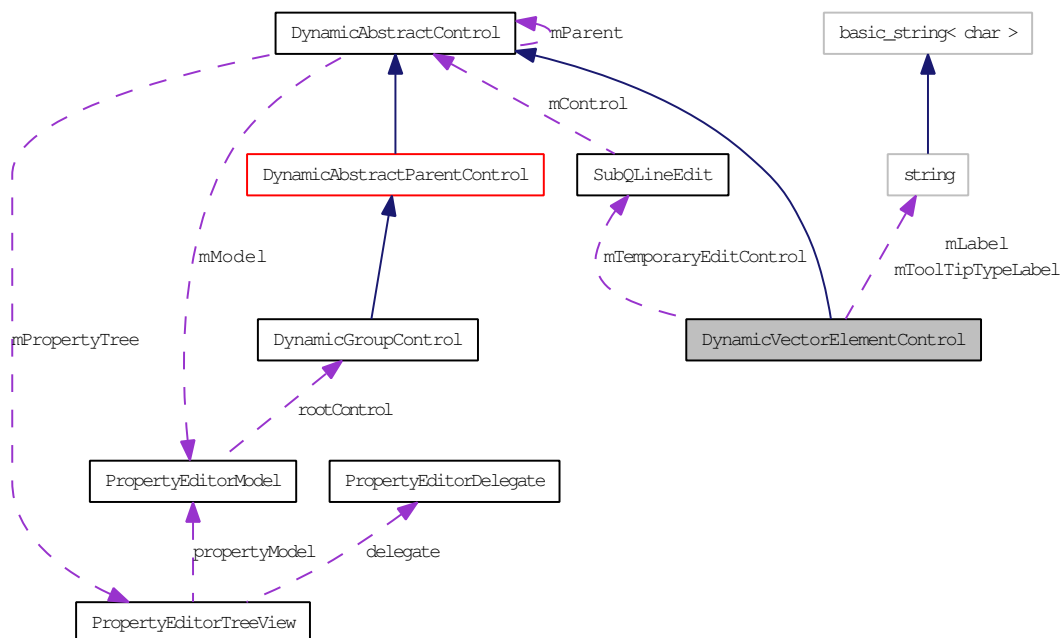 DynamicAbstractControl
mParent
basic_string< char >
mControl
DynamicAbstractParentControl
SubQLineEdit
string
mModel
mTemporaryEditControl
mLabel
mToolTipTypeLabel
mPropertyTree
DynamicGroupControl
DynamicVectorElementControl
rootControl
PropertyEditorModel
PropertyEditorDelegate
propertyModel
delegate
PropertyEditorTreeView